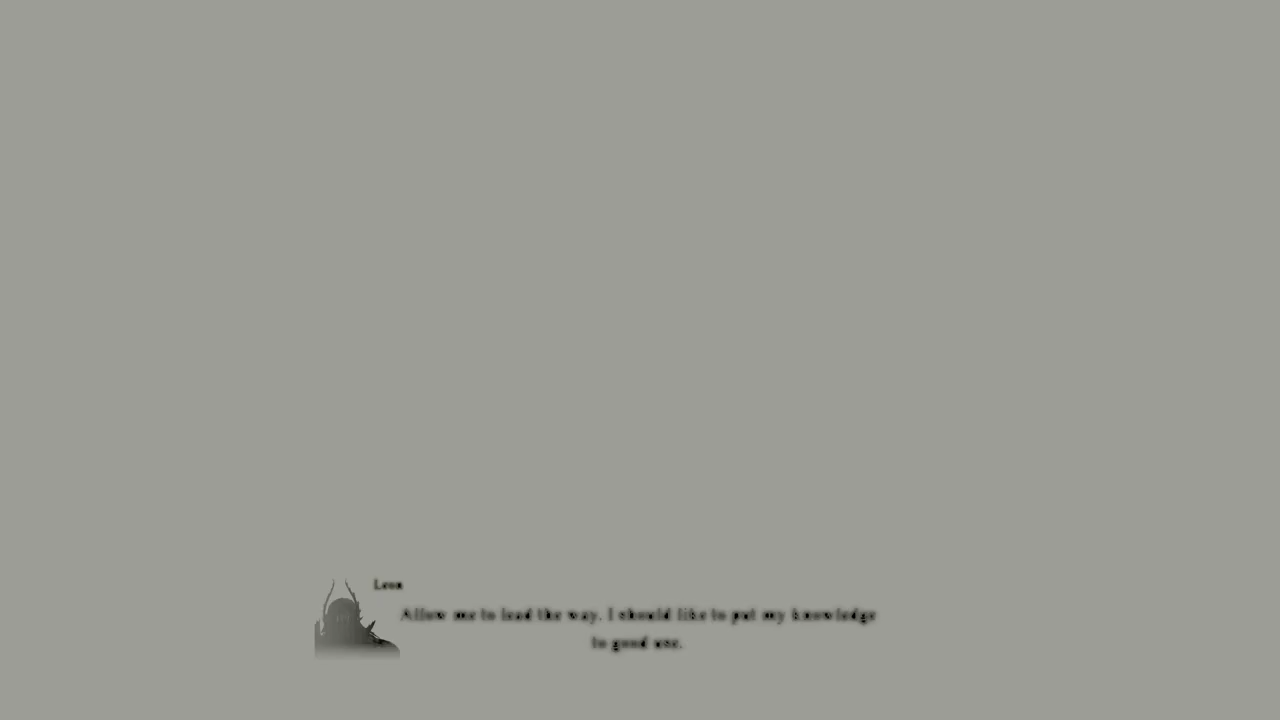 Leon
Allow me to lead the way. I should like to put my knowledge
to good use.